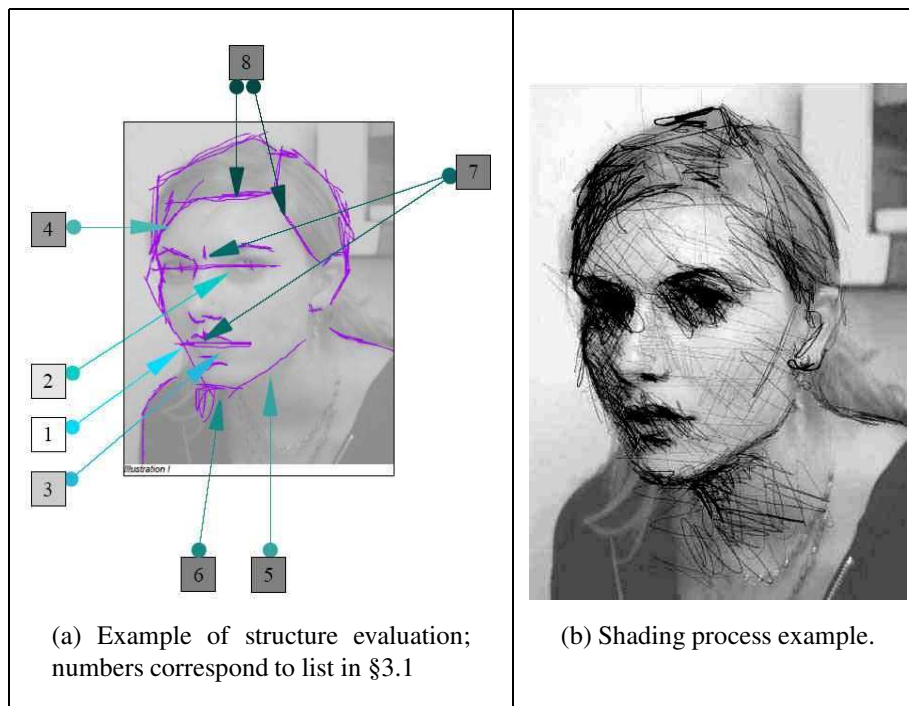 8
7
4
2
1
3
6 5
Illustration I
(a) Example of structure evaluation;
numbers correspond to list in §3.1
(b) Shading process example.